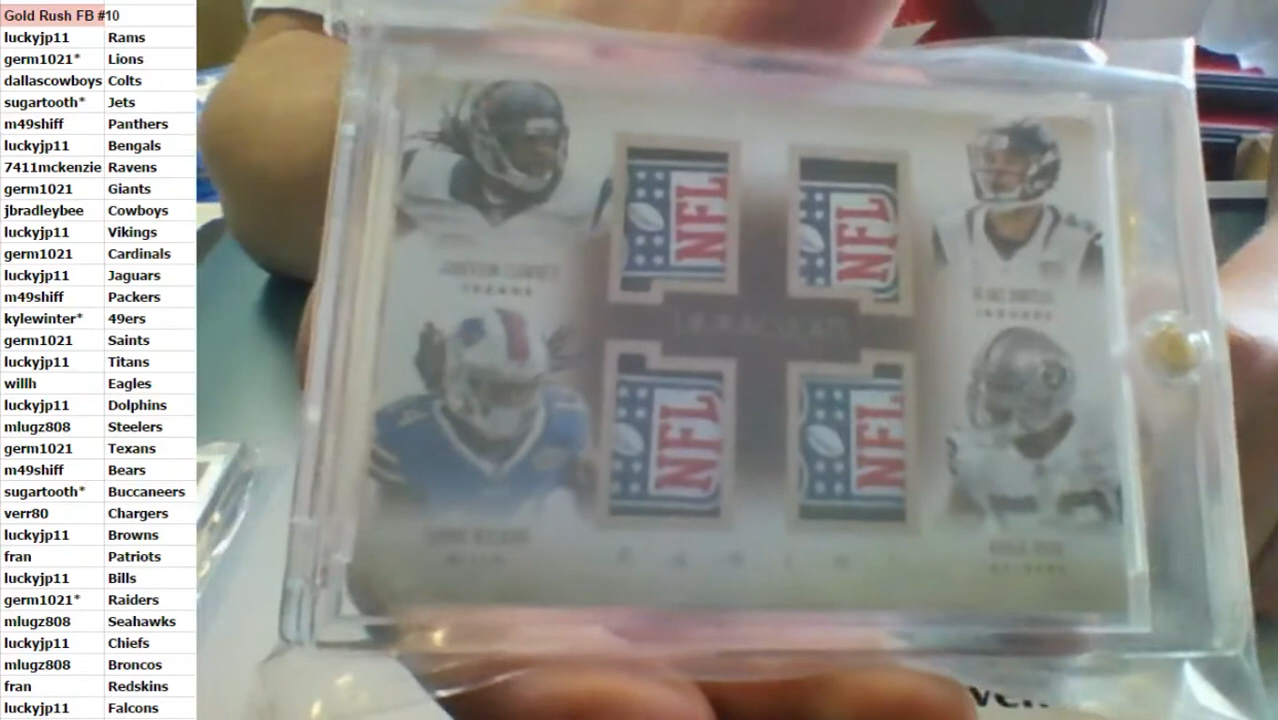 Gold Rush FB #10
luckyjp11 Rams
germ1021* Lions
dallascowboys Colts
sugartooth* Jets
m49shiff Panthers
luckyjp11 Bengals
7411mckenzie Ravens
germ1021 Giants
jbradleybee Cowboys
luckyjp11 Vikings
germ1021 Cardinals
luckyjp11 Jaguars
m49shiff Packers
kylewinter* 49ers
germ1021 Saints
luckyjp11 Titans
willh Eagles
luckyjp11 Dolphins
mlugz808 Steelers
germ1021 Texans
m49shiff Bears
sugartooth* Buccaneers
verr80 Chargers
luckyjp11 Browns
fran Patriots
luckyjp11 Bills
germ1021* Raiders
mlugz808 Seahawks
luckyjp11 Chiefs
mlugz808 Broncos
fran Redskins
luckyjp11 Falcons
NFL
NFL
TEXANS
JAGUARS
IMMACULATE
NFL
NFL